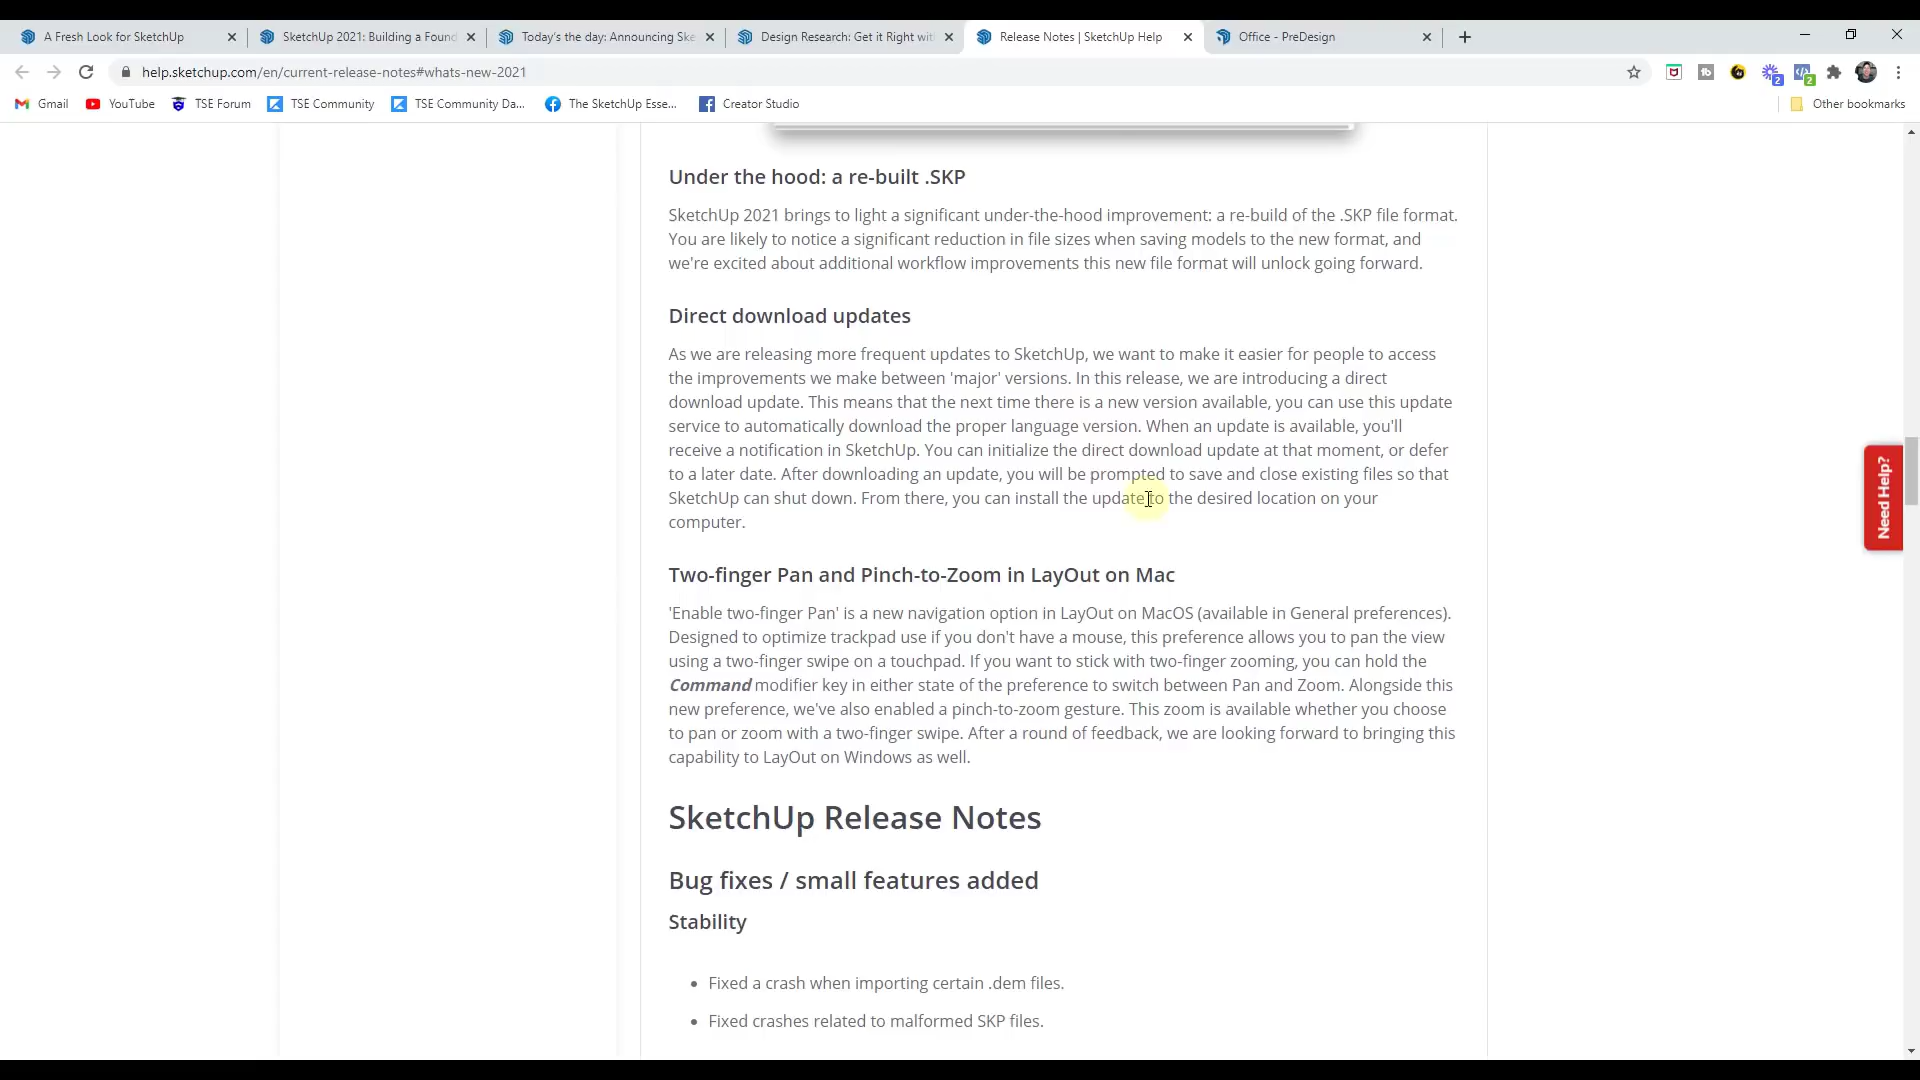 A Fresh Look for SketchUp
SketchUp 2021: Building a Found
Today's the day: Announcing Ske
Design Research: Get it Right wit
Release Notes | SketchUp Help
Office - PreDesign
help.sketchup.com/en/current-release-notes#whats-new-2021
2
2
Gmail
YouTube
TSE Forum
TSE Community
TSE Community Da...
The SketchUp Esse...
Creator Studio
Other bookmarks
Under the hood: a re-built .SKP
SketchUp 2021 brings to light a significant under-the-hood improvement: a re-build of the .SKP file format.
You are likely to notice a significant reduction in file sizes when saving models to the new format, and
we're excited about additional workflow improvements this new file format will unlock going forward.
Direct download updates
As we are releasing more frequent updates to SketchUp, we want to make it easier for people to access
the improvements we make between 'major' versions. In this release, we are introducing a direct
download update. This means that the next time there is a new version available, you can use this update
service to automatically download the proper language version. When an update is available, you'll
receive a notification in SketchUp. You can initialize the direct download update at that moment, or defer
to a later date. After downloading an update, you will be prompted to save and close existing files so that
SketchUp can shut down. From there, you can install the update to the desired location on your
computer.
Need Help?
Two-finger Pan and Pinch-to-Zoom in LayOut on Mac
'Enable two-finger Pan' is a new navigation option in LayOut on MacOS (available in General preferences).
Designed to optimize trackpad use if you don't have a mouse, this preference allows you to pan the view
using a two-finger swipe on a touchpad. If you want to stick with two-finger zooming, you can hold the
Command modifier key in either state of the preference to switch between Pan and Zoom. Alongside this
new preference, we've also enabled a pinch-to-zoom gesture. This zoom is available whether you choose
to pan or zoom with a two-finger swipe. After a round of feedback, we are looking forward to bringing this
capability to LayOut on Windows as well.
SketchUp Release Notes
Bug fixes / small features added
Stability
• Fixed a crash when importing certain .dem files.
• Fixed crashes related to malformed SKP files.